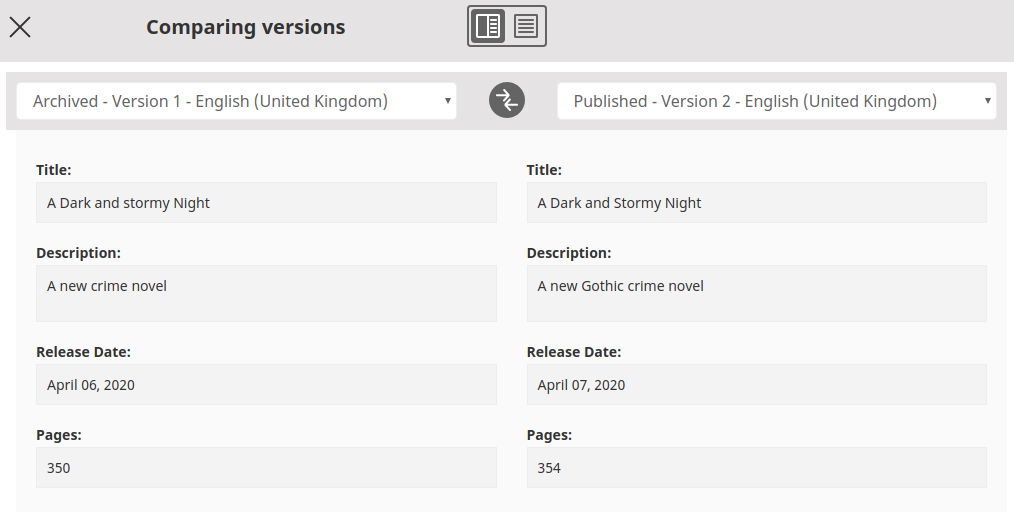 Comparing versions
Archived - Version 1 - English (United Kingdom)
Published - Version 2 - English (United Kingdom)
Title:
A Dark and stormy Night
Description:
A new crime novel
Release Date:
April 06, 2020
Pages:
350
Title:
A Dark and Stormy Night
Description:
A new Gothic crime novel
Release Date:
April 07, 2020
Pages:
354